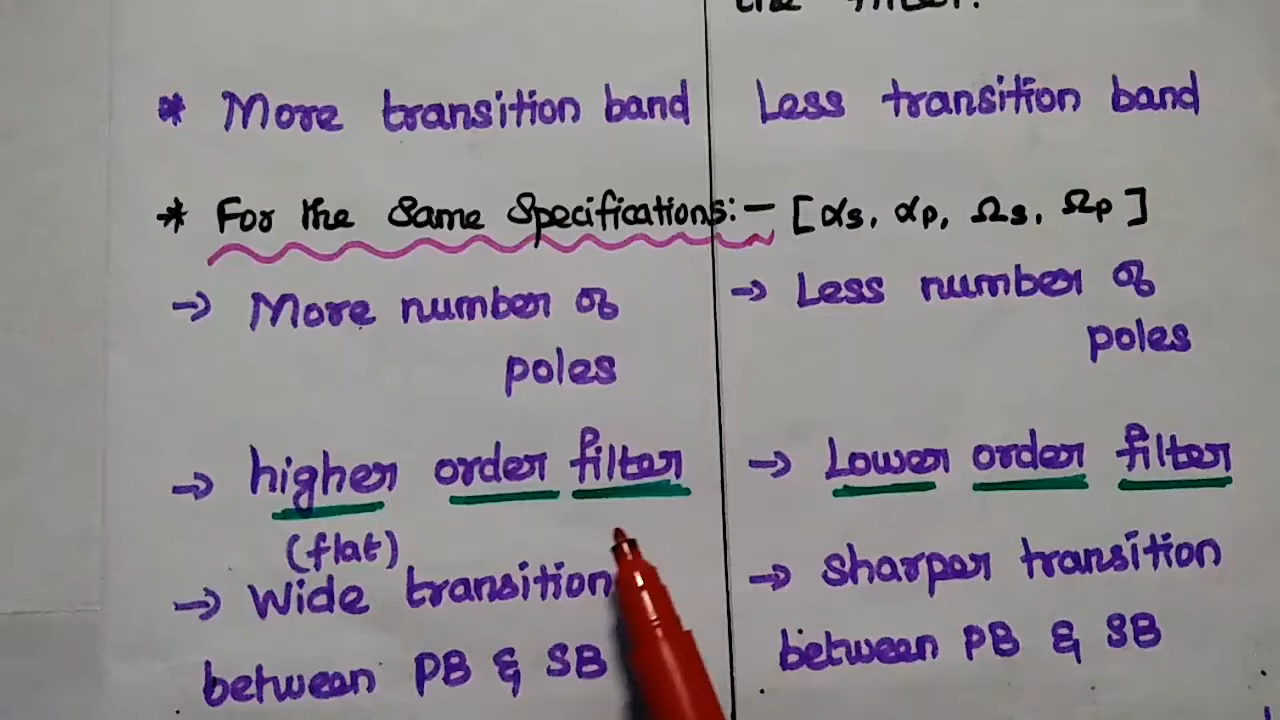 * More transition band
Less transition band
* For the Same Specifications:- [αs, αp, Ωs, Ωp]
→ More number of
poles
→ Less number of
poles
→ higher order filter
(flat)
→ Wide transition
between PB & SB
→ Lower order filter
→ sharper transition
between PB & SB